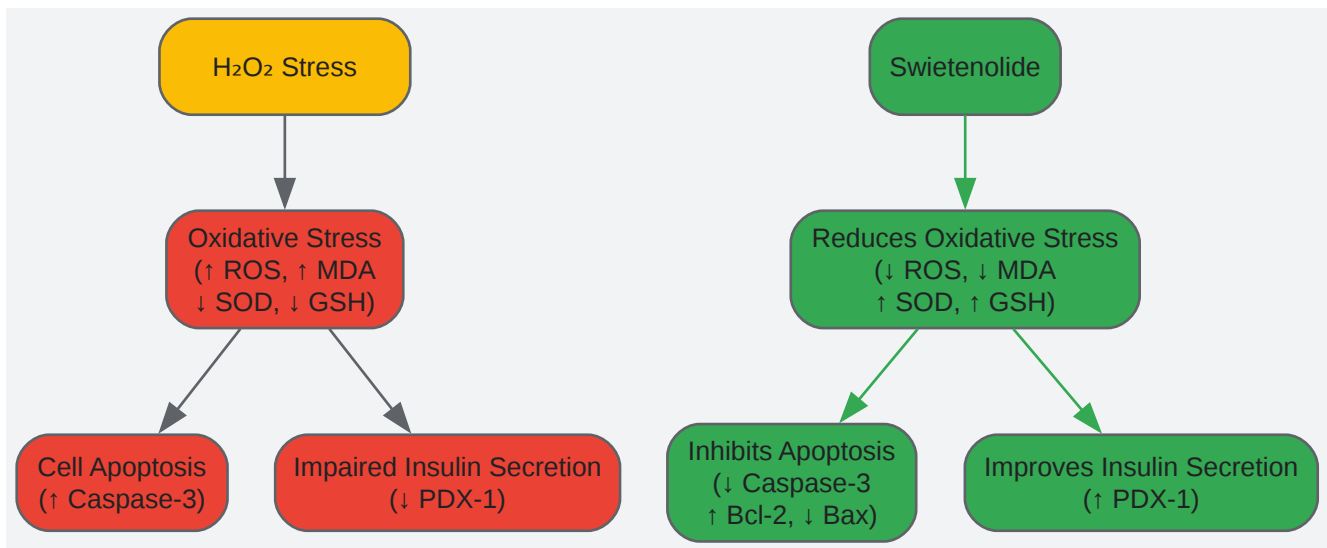 H₂O₂ Stress
Swietenolide
Oxidative Stress
(↑ ROS, ↑ MDA
↓ SOD, ↓ GSH)
Reduces Oxidative Stress
(↓ ROS, ↓ MDA
↑ SOD, ↑ GSH)
Cell Apoptosis
(↑ Caspase-3)
Impaired Insulin Secretion
(↓ PDX-1)
Inhibits Apoptosis
(↓ Caspase-3
↑ Bcl-2, ↓ Bax)
Improves Insulin Secretion
(↑ PDX-1)